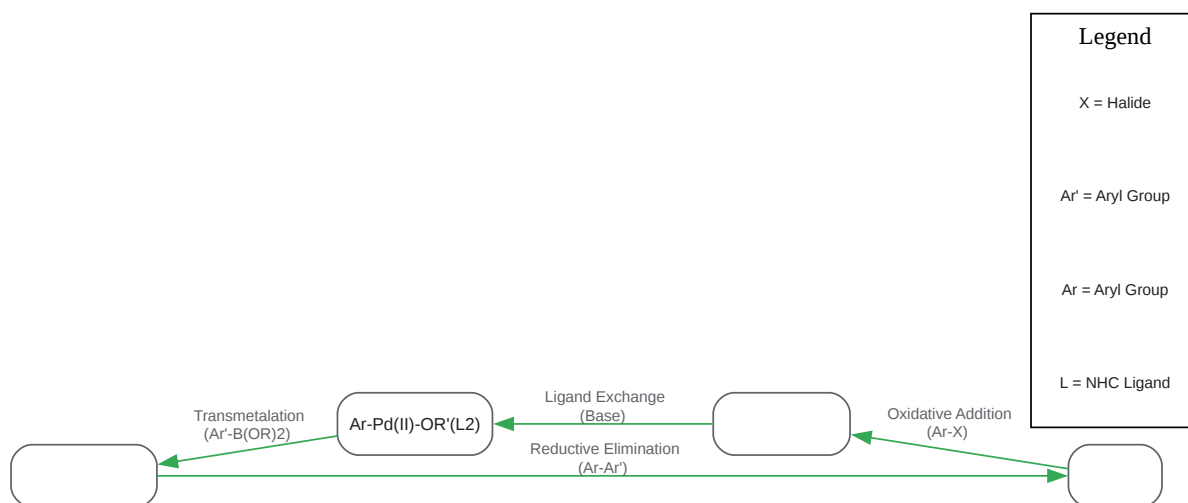 Legend
X = Halide
Ar' = Aryl Group
Ar = Aryl Group
L = NHC Ligand
Ligand Exchange
(Base)
Oxidative Addition
(Ar-X)
Transmetalation
(Ar'-B(OR)2)
Ar-Pd(II)-OR'(L2)
Reductive Elimination
(Ar-Ar')